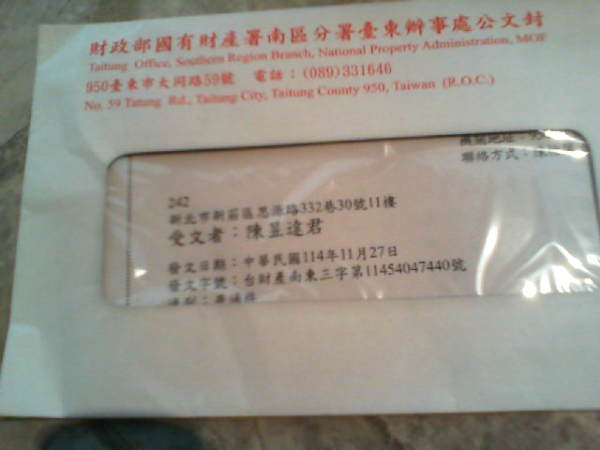 財政部國有財產署南區分署臺東辦事處公文封
Taitung Office, Southern Region Branch, National Property Administration, MOF
950臺東市大同路59號 電話：(089)331646
No. 59 Tatung Rd., Taitung City, Taitung County 950, Taiwan (R.O.C.)
聯絡方式：陳
242
新北市新莊區思源路332巷30號11樓
受文者：陳昱達君
發文日期：中華民國114年11月27日
發文字號：台財產南東三字第11454047440號